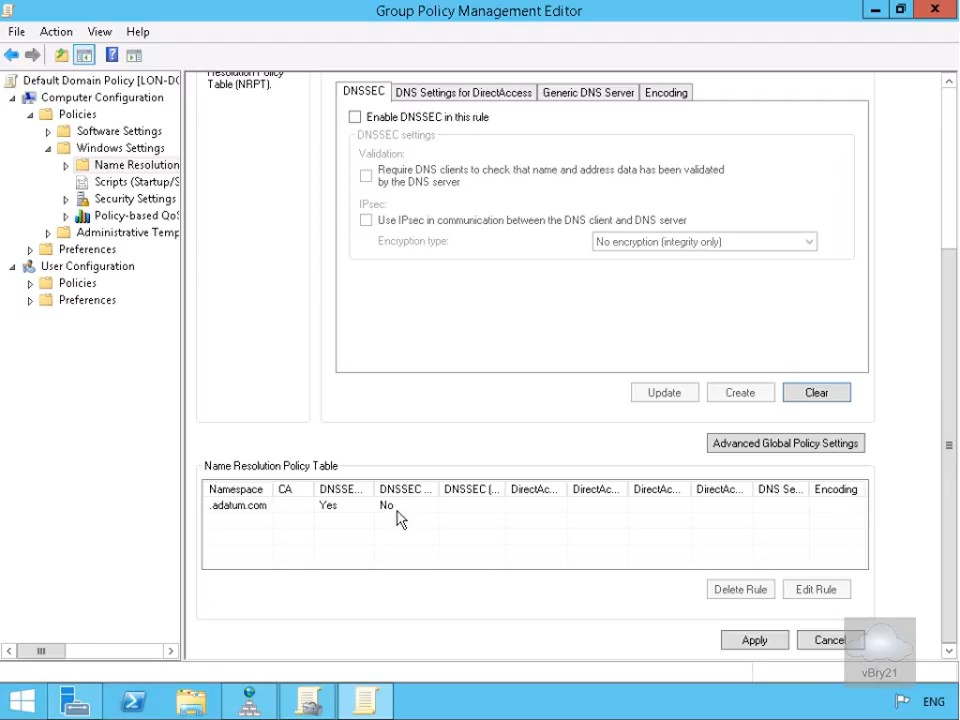 Group Policy Management Editor
File Action View Help
Default Domain Policy [LON-DC
Computer Configuration
Policies
Software Settings
Windows Settings
Name Resolution
Scripts (Startup/S
Security Settings
Policy-based QoS
Administrative Temp
Preferences
User Configuration
Policies
Preferences
Resolution Policy
Table (NRPT).
DNSSEC DNS Settings for DirectAccess Generic DNS Server Encoding
Enable DNSSEC in this rule
DNSSEC settings
Validation:
Require DNS clients to check that name and address data has been validated
by the DNS server
IPsec:
Use IPsec in communication between the DNS client and DNS server
Encryption type: No encryption (integrity only)
Update Create Clear
Advanced Global Policy Settings
Name Resolution Policy Table
Namespace CA DNSSE... DNSSEC ... DNSSEC (... DirectAc... DirectAc... DirectAc... DirectAc... DNS Se... Encoding
.adatum.com Yes No
Delete Rule Edit Rule
Apply Cancel
vBry21
ENG